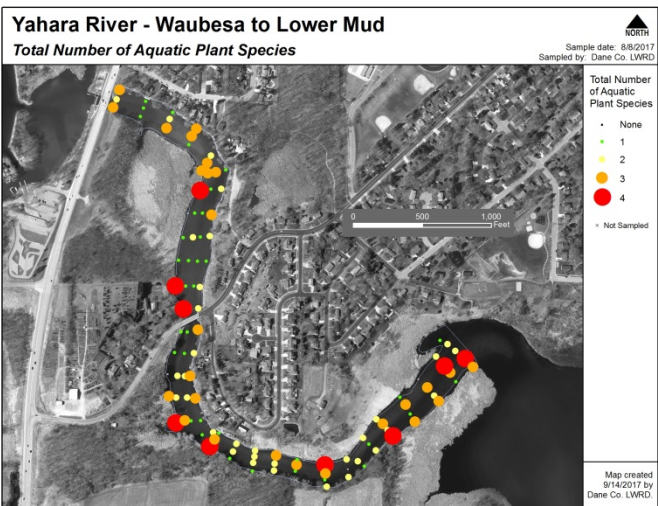 Yahara River - Waubesa to Lower Mud
Total Number of Aquatic Plant Species
NORTH
Sample date: 8/8/2017
Sampled by: Dane Co. LWRD
Total Number
of Aquatic
Plant Species
None
1
2
3
4
Not Sampled
0 500 1,000
Feet
Map created
9/14/2017 by
Dane Co. LWRD.